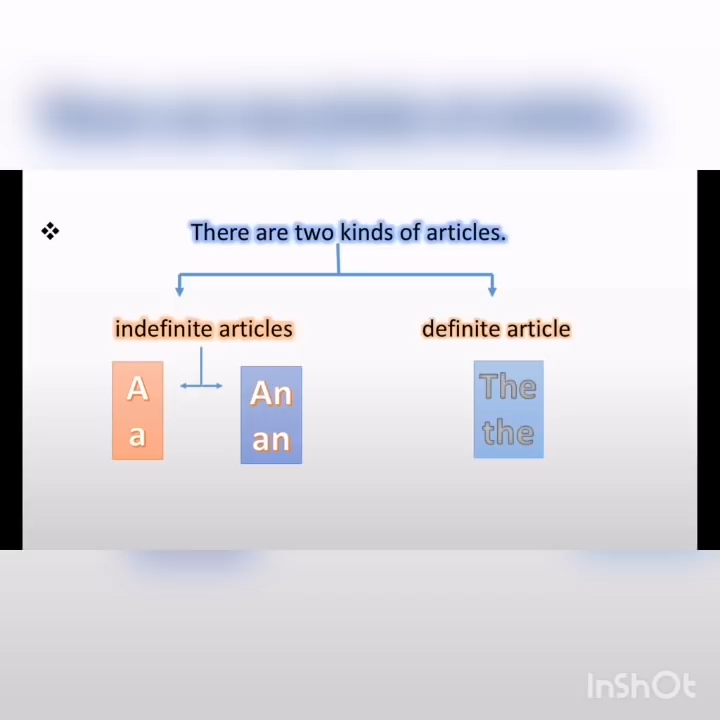 There are two kinds of articles.
indefinite articles
definite article
A
a
An
an
The
the
InShOt